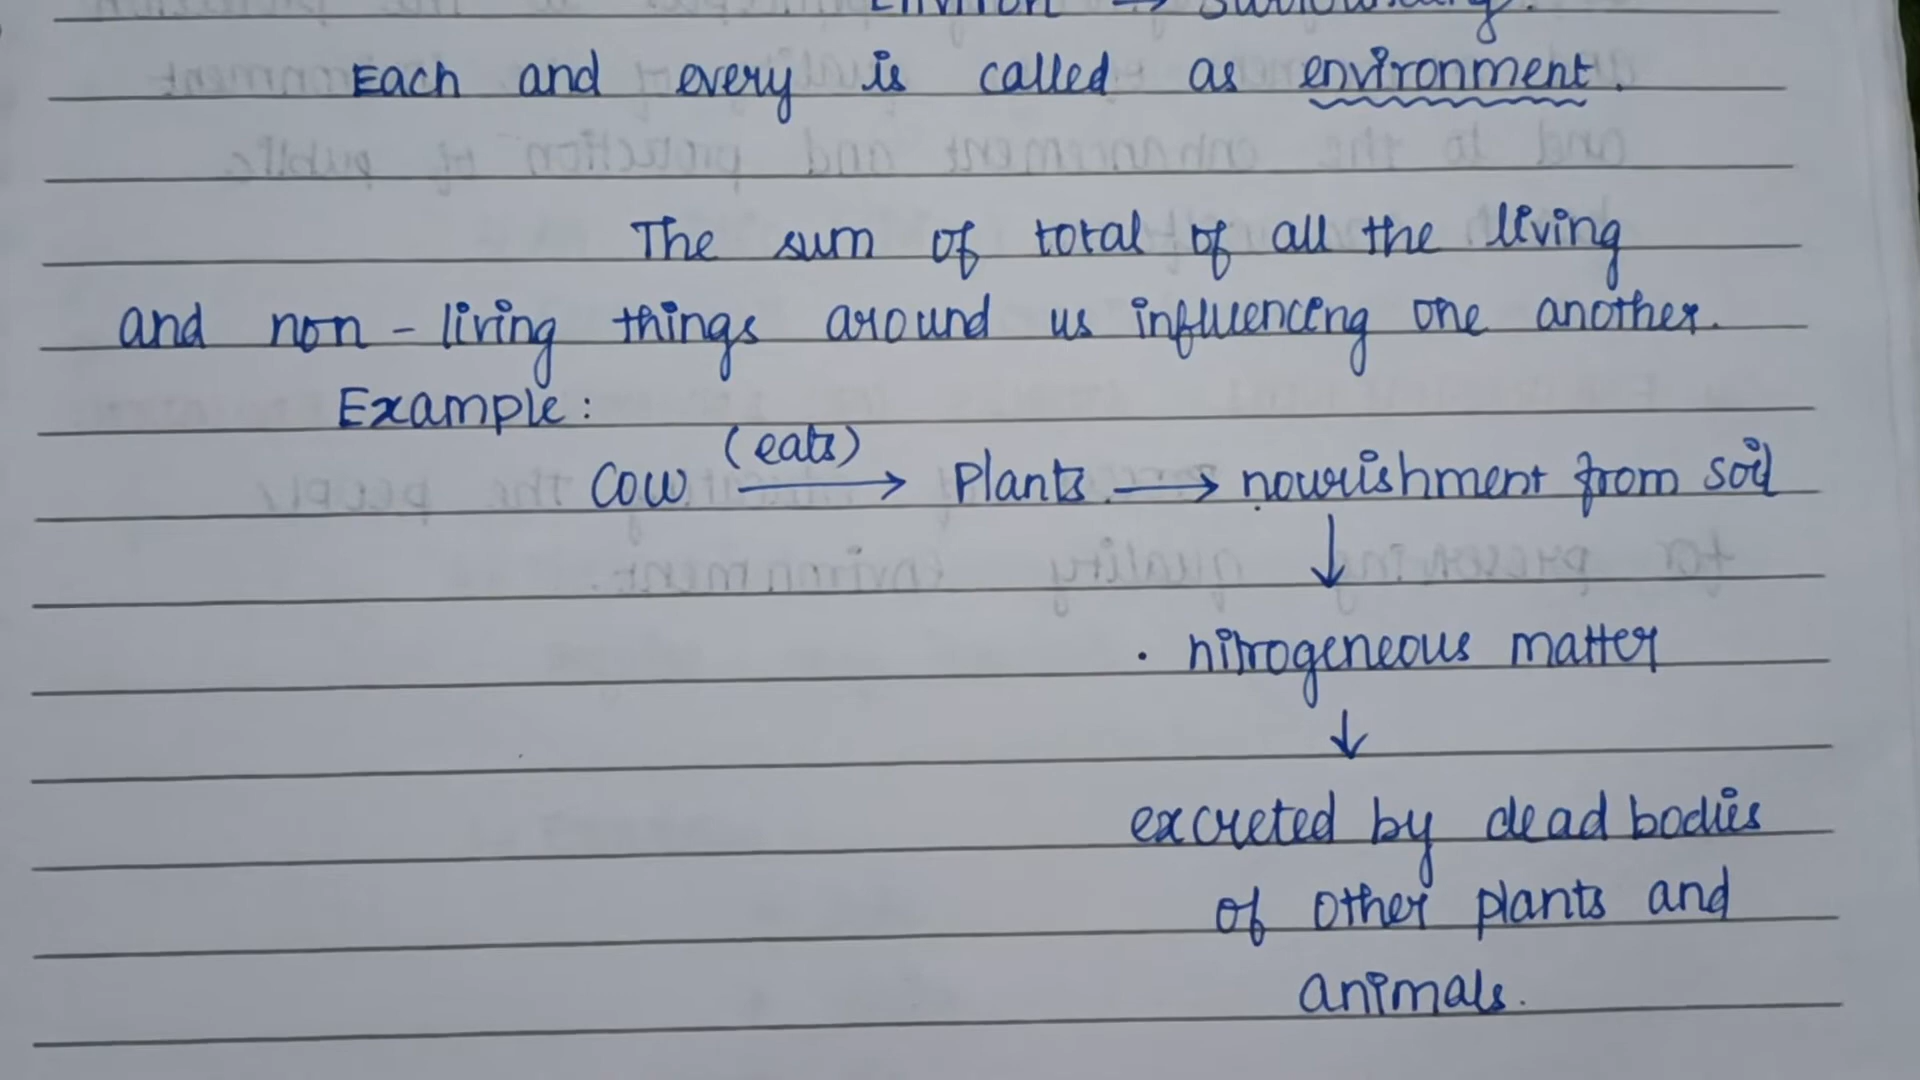 Environ → Surrounding.
Each and every is called as environment.
The sum of total of all the living
and non-living things around us influencing one another.
Example:
Cow (eats) → Plants → nourishment from soil
↓
nitrogeneous matter
↓
excreted by dead bodies
of other plants and
animals.